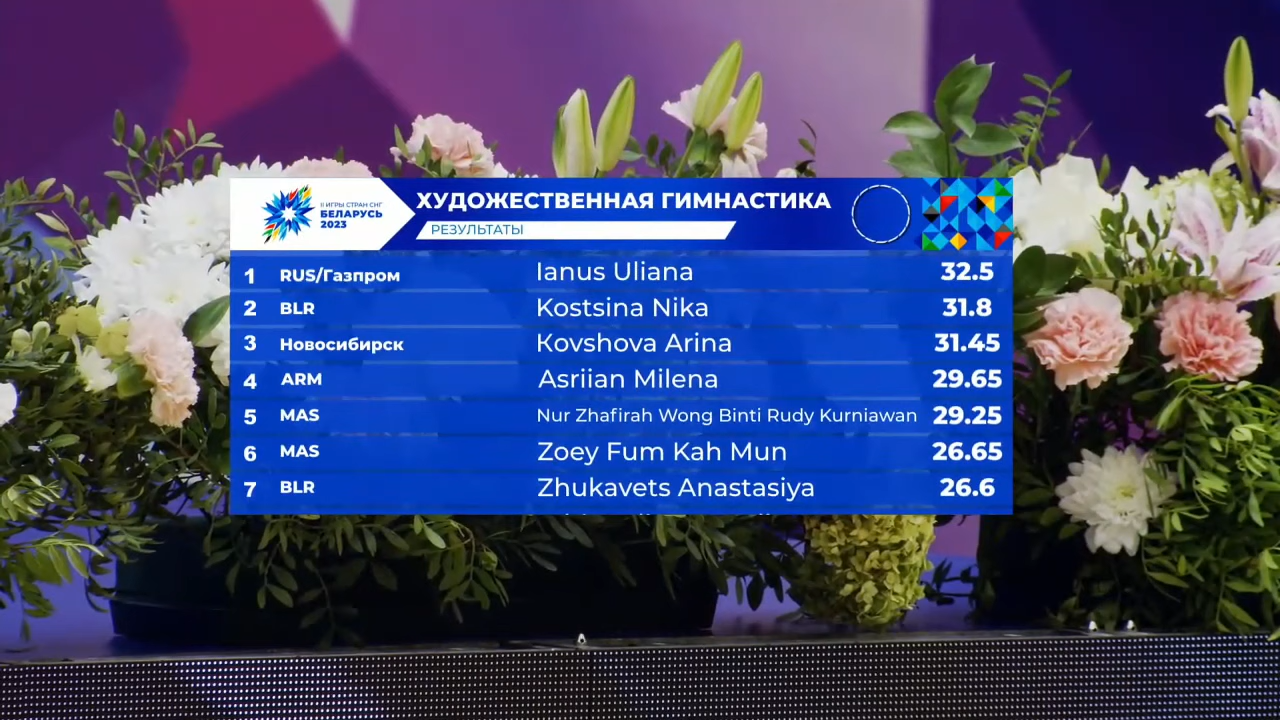 II ИГРЫ СТРАН СНГ
БЕЛАРУСЬ
2023
ХУДОЖЕСТВЕННАЯ ГИМНАСТИКА
РЕЗУЛЬТАТЫ
1 RUS/Газпром Ianus Uliana 32.5
2 BLR Kostsina Nika 31.8
3 Новосибирск Kovshova Arina 31.45
4 ARM Asriian Milena 29.65
5 MAS Nur Zhafirah Wong Binti Rudy Kurniawan 29.25
6 MAS Zoey Fum Kah Mun 26.65
7 BLR Zhukavets Anastasiya 26.6